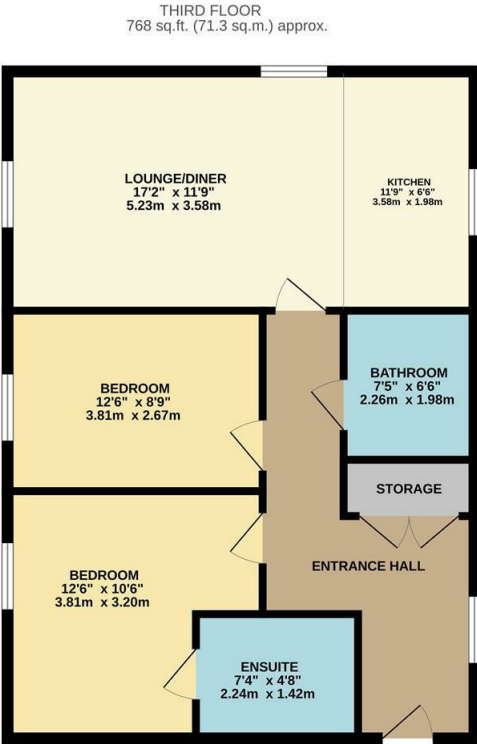 THIRD FLOOR
768 sq.ft. (71.3 sq.m.) approx.
LOUNGE/DINER
17'2" x 11'9"
5.23m x 3.58m
KITCHEN
11'9" x 6'6"
3.58m x 1.98m
BEDROOM
12'6" x 8'9"
3.81m x 2.67m
BATHROOM
7'5" x 6'6"
2.26m x 1.98m
STORAGE
ENTRANCE HALL
BEDROOM
12'6" x 10'6"
3.81m x 3.20m
ENSUITE
7'4" x 4'8"
2.24m x 1.42m